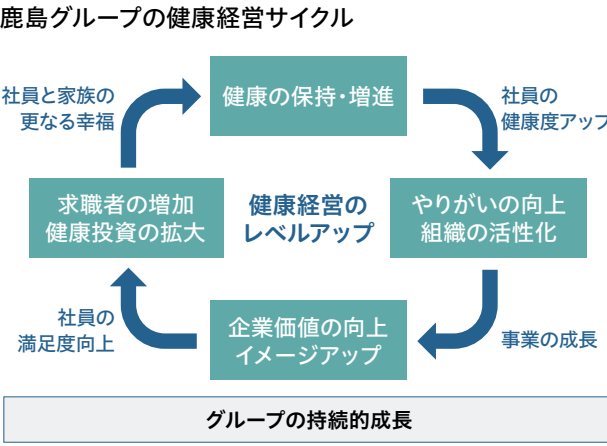 鹿島グループの健康経営サイクル
社員と家族の
更なる幸福
健康の保持・増進
社員の
健康度アップ
求職者の増加
健康投資の拡大
健康経営の
レベルアップ
やりがいの向上
組織の活性化
社員の
満足度向上
企業価値の向上
イメージアップ
事業の成長
グループの持続的成長